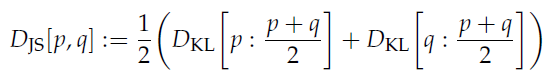 D_JS[p, q] := 1/2 ( D_KL [ p : (p + q)/2 ] + D_KL [ q : (p + q)/2 ] )